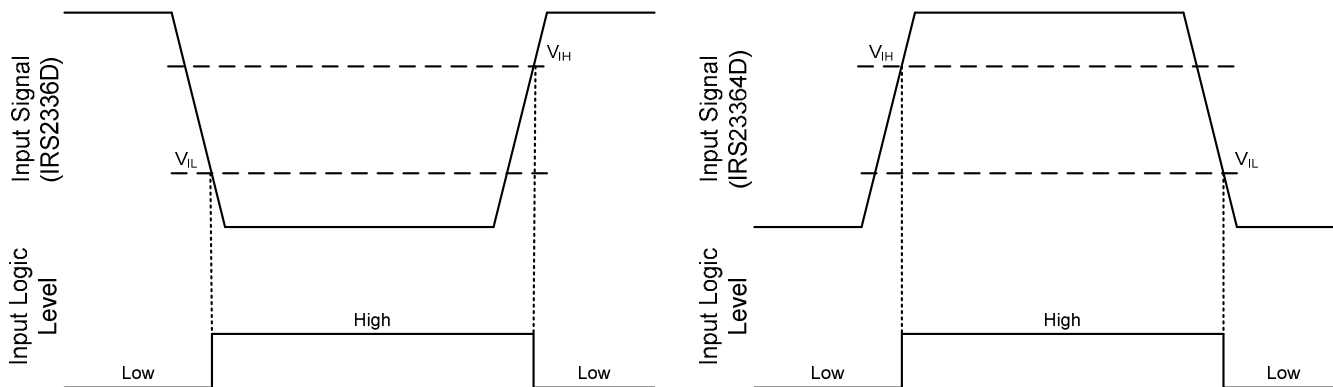 Input Signal
(IRS2336D)
VIH
VIL
Input Logic
Level
High
Low
Low
Input Signal
(IRS23364D)
VIH
VIL
Input Logic
Level
High
Low
Low